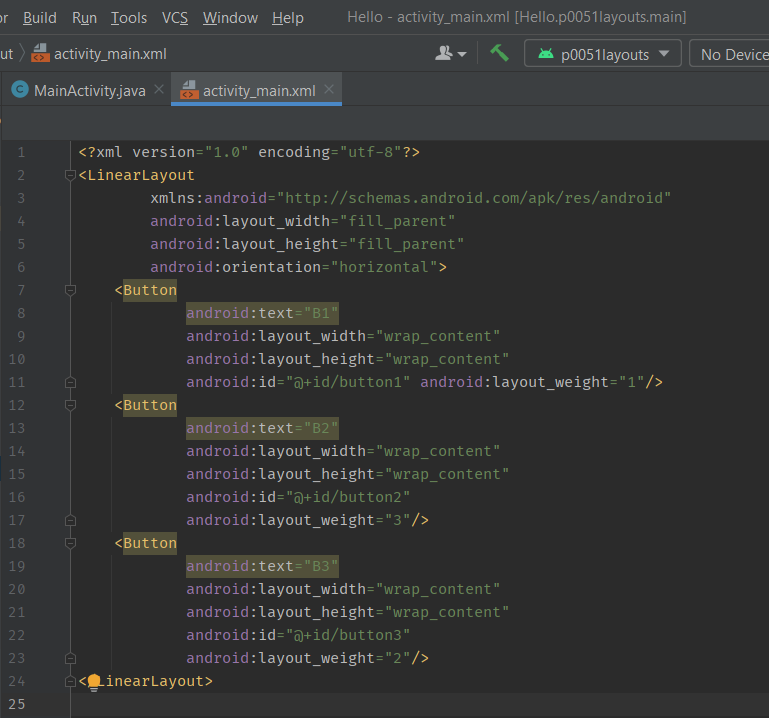 or Build Run Tools VCS Window Help Hello - activity_main.xml [Hello.p0051layouts.main]
ut activity_main.xml p0051layouts No Device
C MainActivity.java activity_main.xml
1 <?xml version="1.0" encoding="utf-8"?>
2 <LinearLayout
3 xmlns:android="http://schemas.android.com/apk/res/android"
4 android:layout_width="fill_parent"
5 android:layout_height="fill_parent"
6 android:orientation="horizontal">
7 <Button
8 android:text="B1"
9 android:layout_width="wrap_content"
10 android:layout_height="wrap_content"
11 android:id="@+id/button1" android:layout_weight="1"/>
12 <Button
13 android:text="B2"
14 android:layout_width="wrap_content"
15 android:layout_height="wrap_content"
16 android:id="@+id/button2"
17 android:layout_weight="3"/>
18 <Button
19 android:text="B3"
20 android:layout_width="wrap_content"
21 android:layout_height="wrap_content"
22 android:id="@+id/button3"
23 android:layout_weight="2"/>
24 <LinearLayout>
25